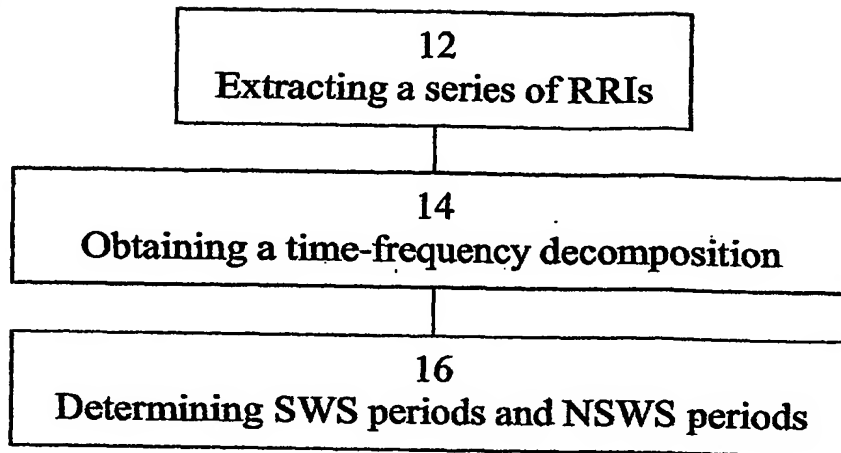 12
Extracting a series of RRIs
14
Obtaining a time-frequency decomposition
16
Determining SWS periods and NSWS periods